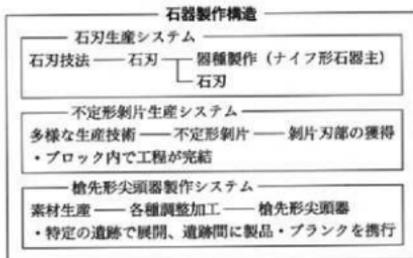 石器製作構造
石刃生産システム
石刃技法 石刃 器種製作（ナイフ形石器主）
石刃
不定形剝片生産システム
多様な生産技術 不定形剝片 剝片刃部の獲得
・ブロック内で工程が完結
槍先形尖頭器製作システム
素材生産 各種調整加工 槍先形尖頭器
・特定の遺跡で展開、遺跡間に製品・ブランクを携行